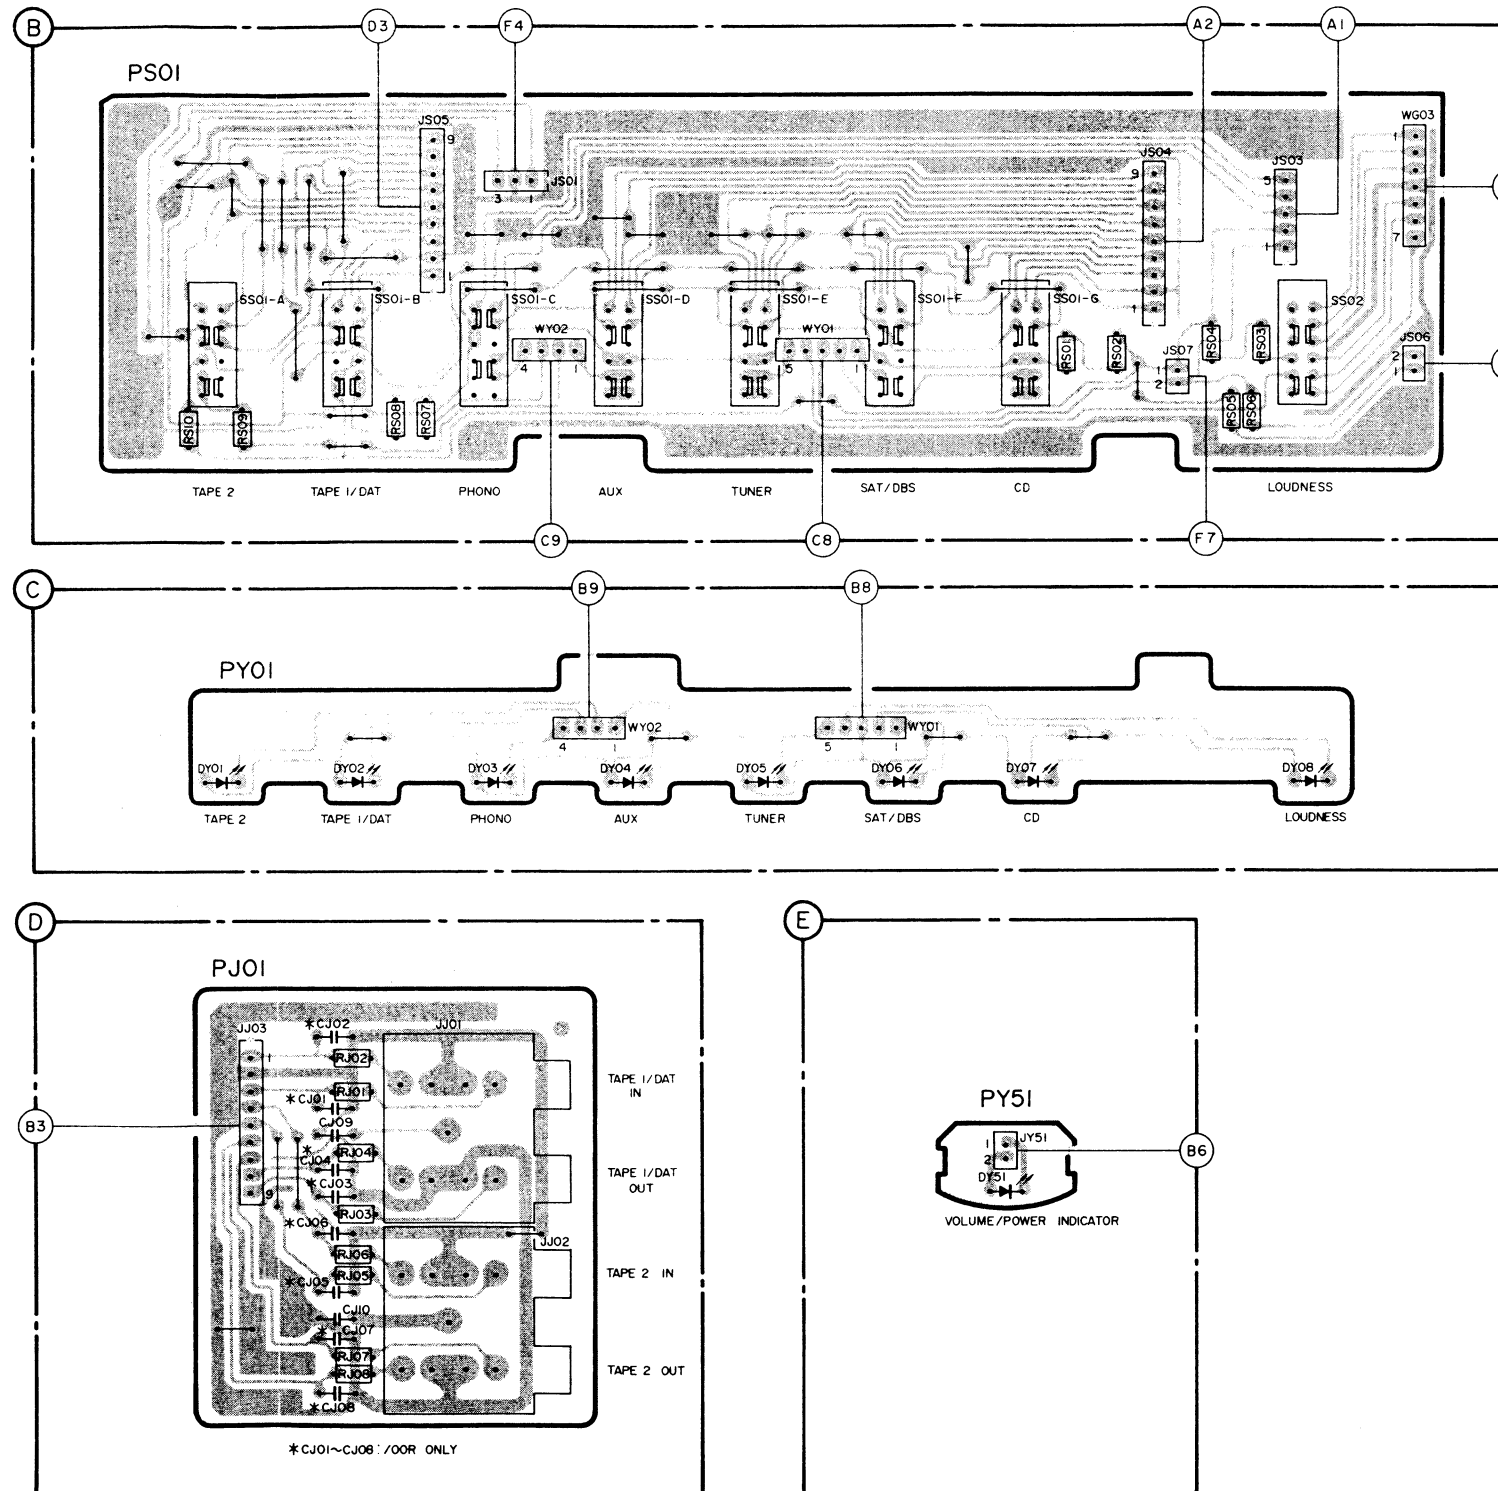 B
D3
F4
A2
A1
PS01
JS05
9
1
JS01
3
1
JS04
9
1
JS03
5
1
WG03
1
7
SS01-A
SS01-B
SS01-C
SS01-D
SS01-E
SS01-F
SS01-G
SS02
WY02
4
1
WY01
5
1
RS01
RS02
JS07
1
2
RS04
RS03
JS06
2
1
RS10
RS09
RS08
RS07
RS05
RS06
TAPE 2
TAPE 1/DAT
PHONO
AUX
TUNER
SAT/DBS
CD
LOUDNESS
C9
C8
F7
C
B9
B8
PY01
WY02
4
1
WY01
5
1
DY01
DY02
DY03
DY04
DY05
DY06
DY07
DY08
TAPE 2
TAPE 1/DAT
PHONO
AUX
TUNER
SAT/DBS
CD
LOUDNESS
D
PJ01
JJ03
1
9
*CJ02
RJ02
RJ01
*CJ01
CJ09
RJ04
*
CJ04
*CJ03
RJ03
*CJ06
RJ06
RJ05
*CJ05
CJ10
* CJ07
RJ07
RJ08
*CJ08
JJ01
JJ02
TAPE 1/DAT
IN
TAPE 1/DAT
OUT
TAPE 2 IN
TAPE 2 OUT
B3
*CJ01~CJ08 : /00R ONLY
E
PY51
1
2
JY51
DY51
B6
VOLUME/POWER INDICATOR